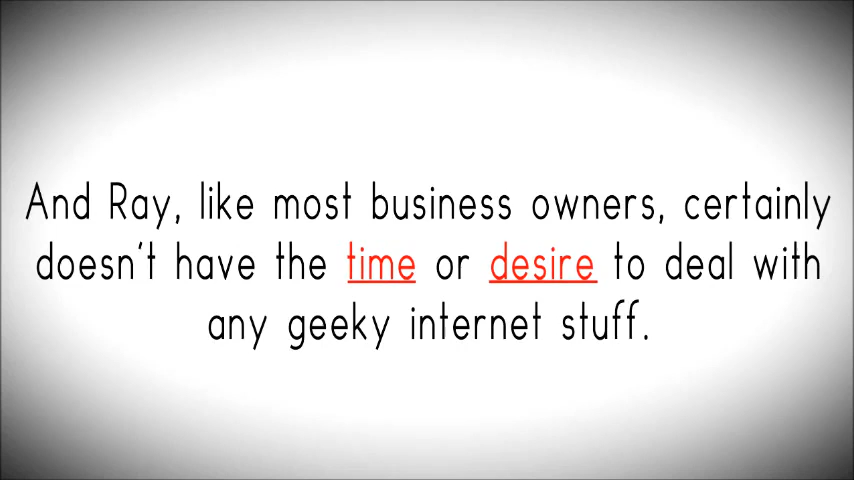 And Ray, like most business owners, certainly
doesn't have the time or desire to deal with
any geeky internet stuff.